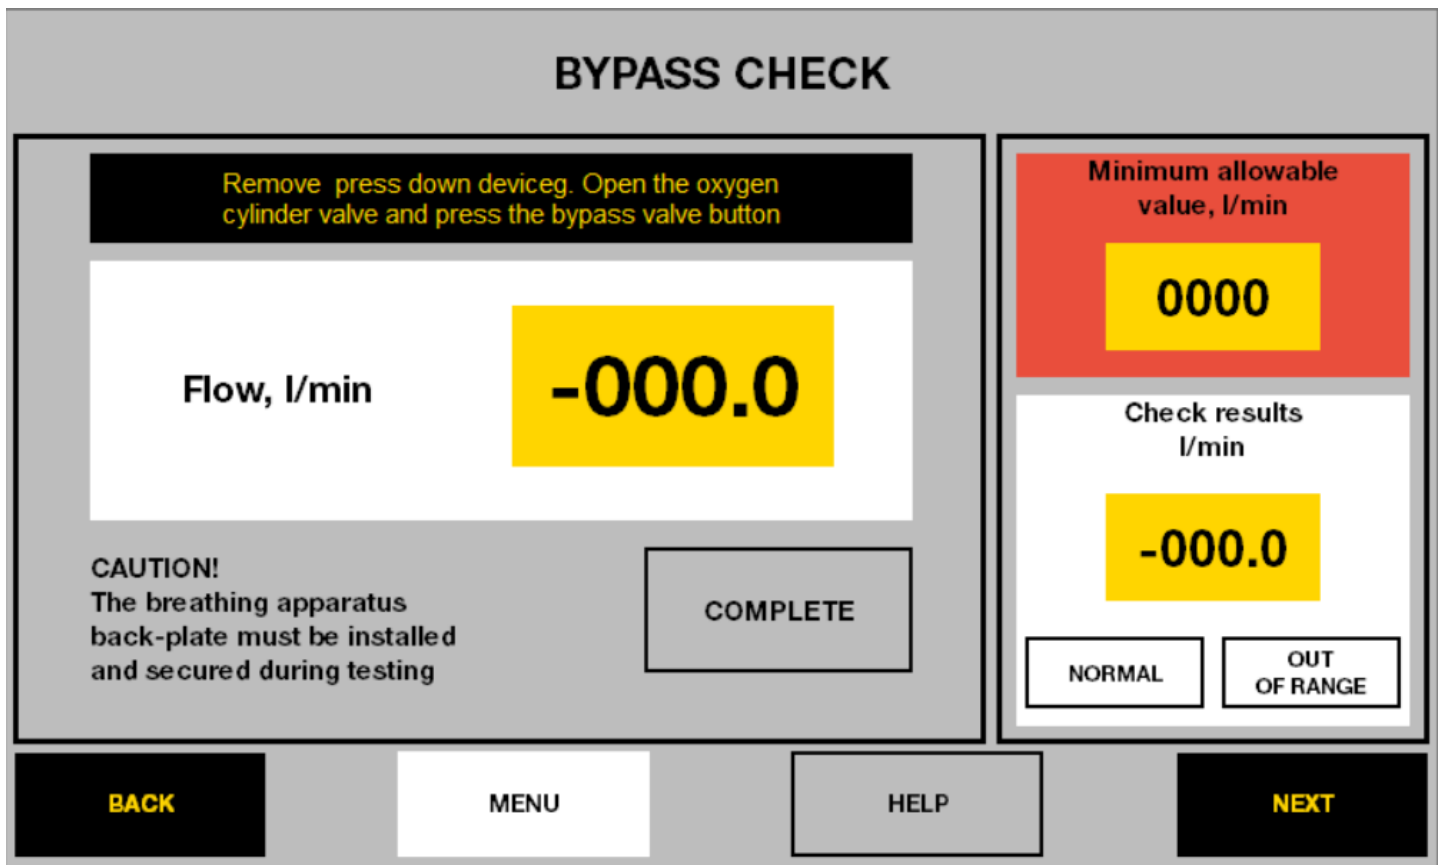 BYPASS CHECK
Remove press down deviceg. Open the oxygen
cylinder valve and press the bypass valve button
Flow, l/min
-000.0
CAUTION!
The breathing apparatus
back-plate must be installed
and secured during testing
COMPLETE
Minimum allowable
value, l/min
0000
Check results
l/min
-000.0
NORMAL
OUT
OF RANGE
BACK
MENU
HELP
NEXT